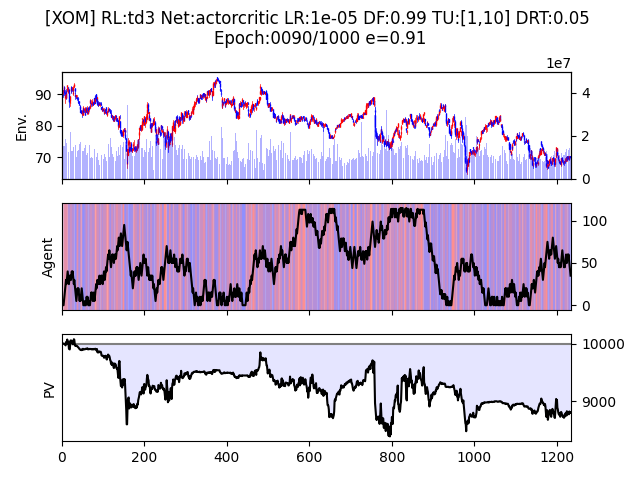 [XOM] RL:td3 Net:actorcritic LR:1e-05 DF:0.99 TU:[1,10] DRT:0.05
Epoch:0090/1000 e=0.91
1e7
Env.
90
80
70
4
2
0
Agent
100
50
0
PV
10000
9000
0 200 400 600 800 1000 1200